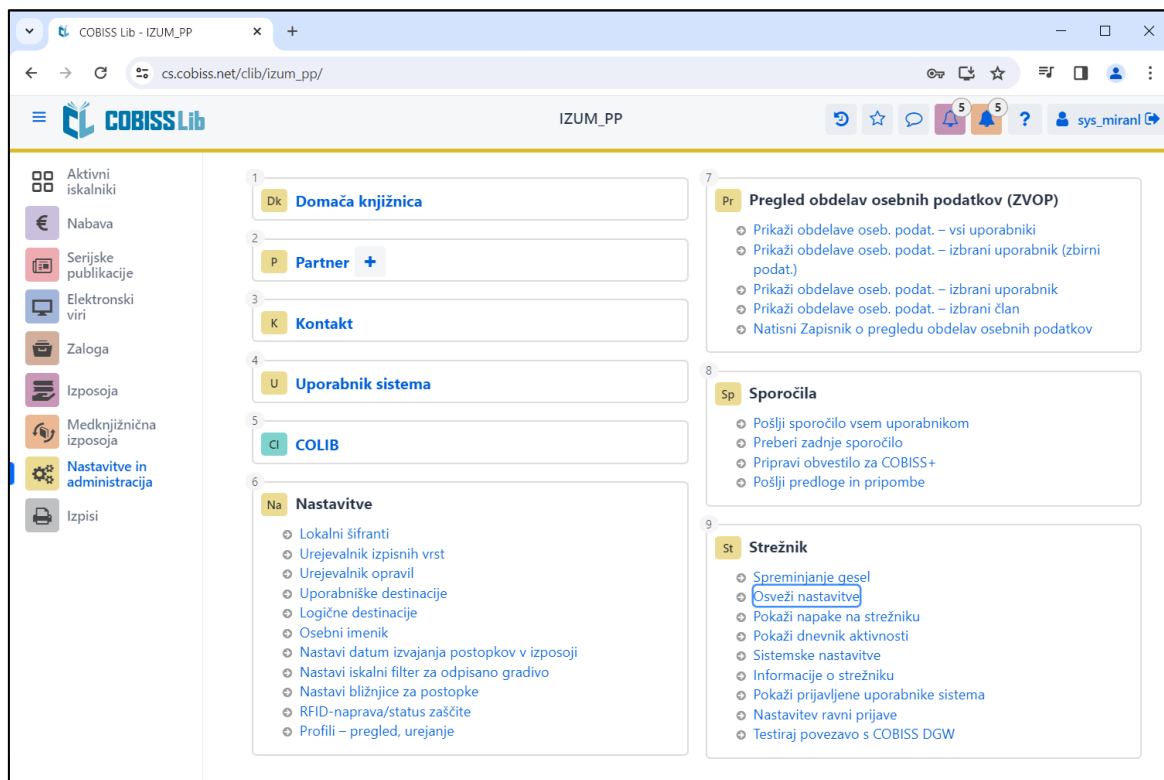 COBISS Lib - IZUM_PP
cs.cobiss.net/clib/izum_pp/
COBISS Lib
IZUM_PP
5
5
?
sys_miranl
Aktivni
iskalniki
€
Nabava
Serijske
publikacije
Elektronski
viri
Zaloga
Izposoja
Medknjižnična
izposoja
Nastavitve in
administracija
Izpisi
1
Dk Domača knjižnica
2
P Partner +
3
K Kontakt
4
U Uporabnik sistema
5
Cl COLIB
6
Na Nastavitve
Lokalni šifranti
Urejevalnik izpisnih vrst
Urejevalnik opravil
Uporabniške destinacije
Logične destinacije
Osebni imenik
Nastavi datum izvajanja postopkov v izposoji
Nastavi iskalni filter za odpisano gradivo
Nastavi bližnjice za postopke
RFID-naprava/status zaščite
Profili – pregled, urejanje
7
Pr Pregled obdelav osebnih podatkov (ZVOP)
Prikaži obdelave oseb. podat. – vsi uporabniki
Prikaži obdelave oseb. podat. – izbrani uporabnik (zbirni
podat.)
Prikaži obdelave oseb. podat. – izbrani uporabnik
Prikaži obdelave oseb. podat. – izbrani član
Natisni Zapisnik o pregledu obdelav osebnih podatkov
8
Sp Sporočila
Pošlji sporočilo vsem uporabnikom
Preberi zadnje sporočilo
Pripravi obvestilo za COBISS+
Pošlji predloge in pripombe
9
St Strežnik
Spreminjanje gesel
Osveži nastavitve
Pokaži napake na strežniku
Pokaži dnevnik aktivnosti
Sistemske nastavitve
Informacije o strežniku
Pokaži prijavljene uporabnike sistema
Nastavitev ravni prijave
Testiraj povezavo s COBISS DGW